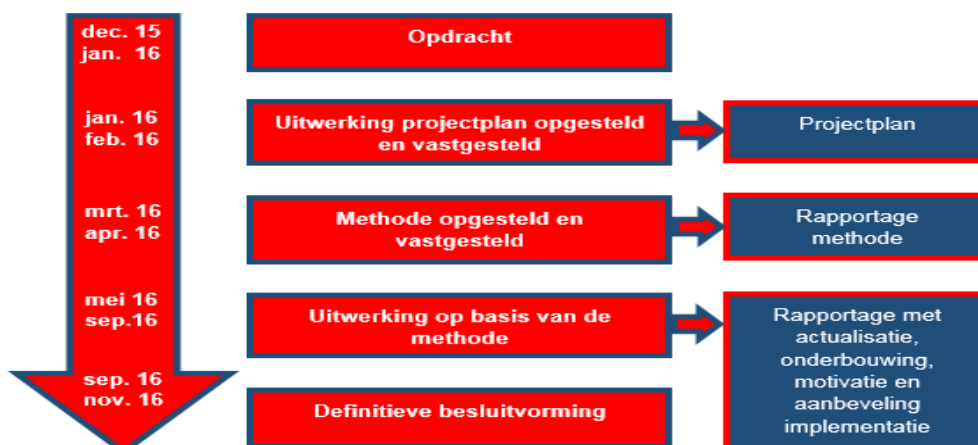 dec. 15
jan. 16
Opdracht
jan. 16
feb. 16
Uitwerking projectplan opgesteld
en vastgesteld
Projectplan
mrt. 16
apr. 16
Methode opgesteld en
vastgesteld
Rapportage
methode
mei 16
sep.16
Uitwerking op basis van de
methode
Rapportage met
actualisatie,
onderbouwing,
motivatie en
aanbeveling
implementatie
sep. 16
nov. 16
Definitieve besluitvorming